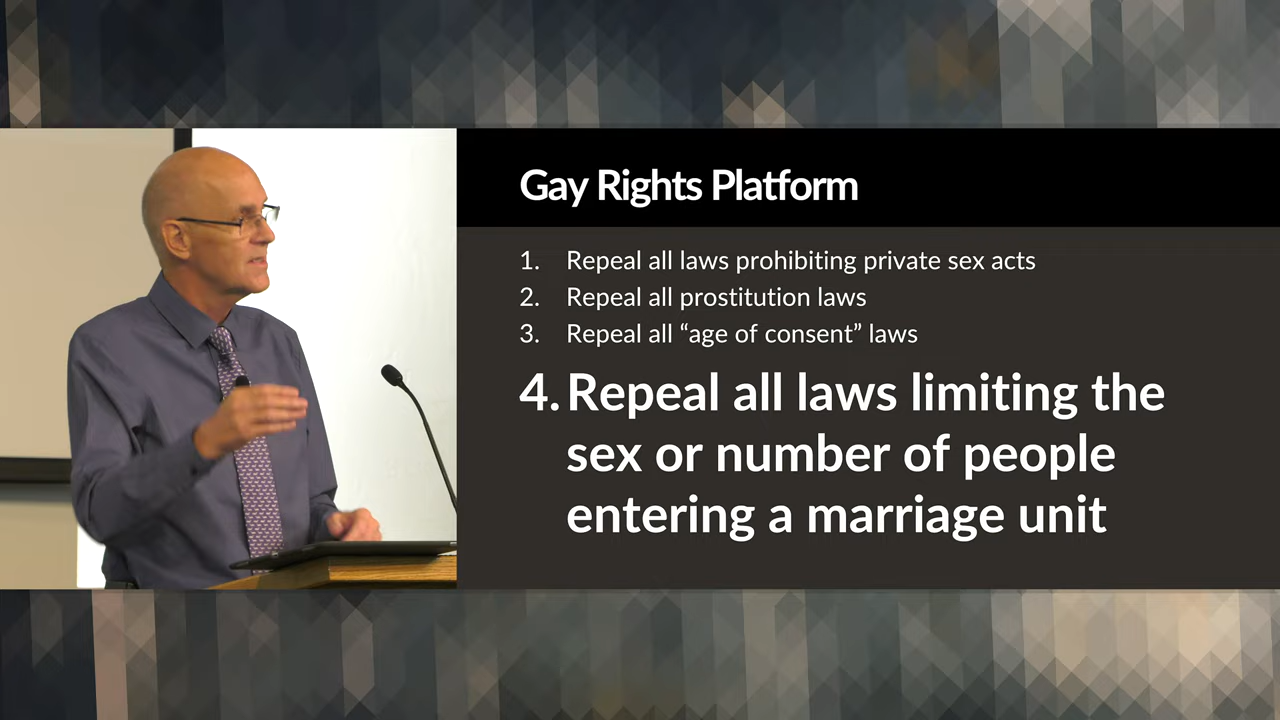 Gay Rights Platform
1. Repeal all laws prohibiting private sex acts
2. Repeal all prostitution laws
3. Repeal all “age of consent” laws
4. Repeal all laws limiting the
sex or number of people
entering a marriage unit